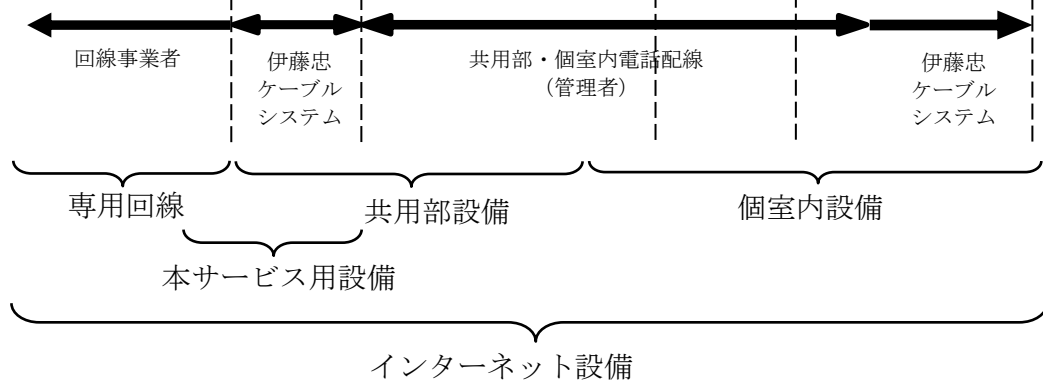 回線事業者
伊藤忠
ケーブル
システム
共用部・個室内電話配線
（管理者）
伊藤忠
ケーブル
システム
専用回線
共用部設備
個室内設備
本サービス用設備
インターネット設備